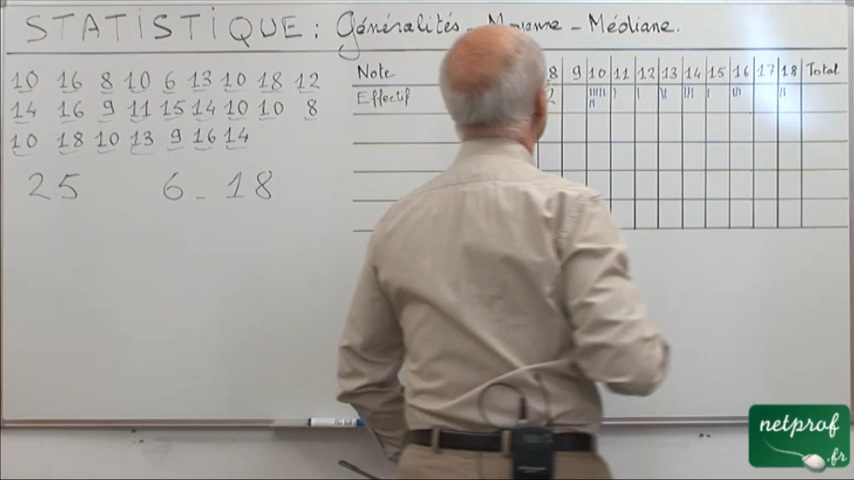 STATISTIQUE : Généralités - Moyenne - Médiane.
10 16 8 10 6 13 10 18 12
14 16 9 11 15 14 10 10 8
10 18 10 13 9 16 14
25 6 - 18
Note 8 9 10 11 12 13 14 15 16 17 18 Total
Effectif 2
netprof
.fr